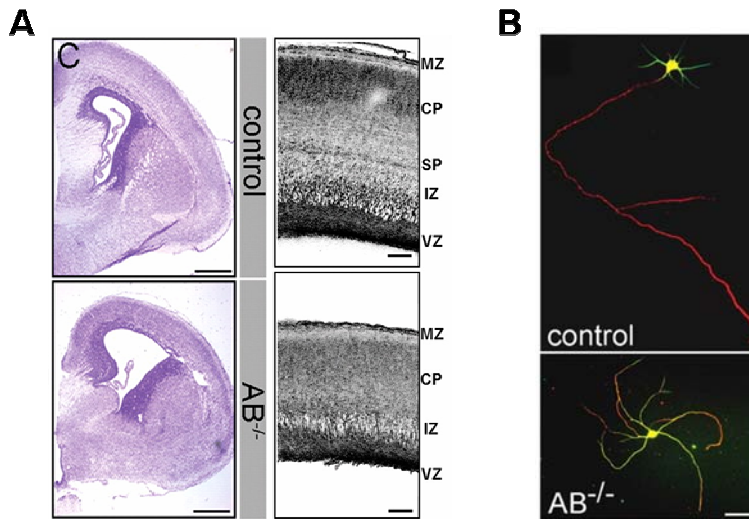 A
C
control
MZ
CP
SP
IZ
VZ
AB-/-
MZ
CP
IZ
VZ
B
control
AB-/-